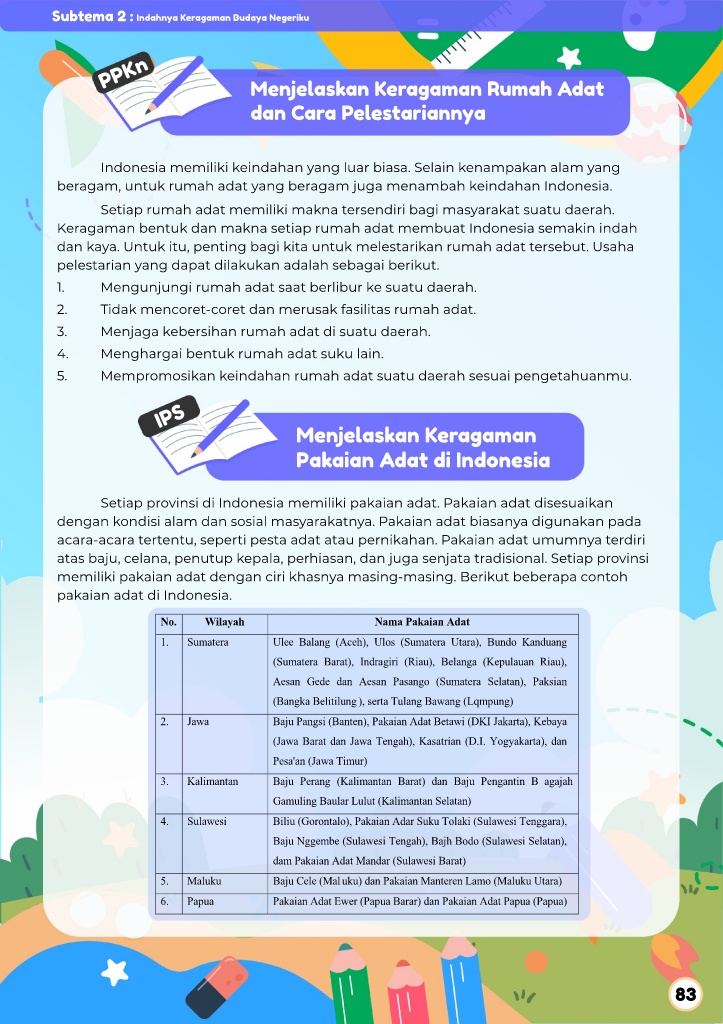 Subtema 2 : Indahnya Keragaman Budaya Negeriku
PPKn
Menjelaskan Keragaman Rumah Adat
dan Cara Pelestariannya
Indonesia memiliki keindahan yang luar biasa. Selain kenampakan alam yang
beragam, untuk rumah adat yang beragam juga menambah keindahan Indonesia.
Setiap rumah adat memiliki makna tersendiri bagi masyarakat suatu daerah.
Keragaman bentuk dan makna setiap rumah adat membuat Indonesia semakin indah
dan kaya. Untuk itu, penting bagi kita untuk melestarikan rumah adat tersebut. Usaha
pelestarian yang dapat dilakukan adalah sebagai berikut.
1. Mengunjungi rumah adat saat berlibur ke suatu daerah.
2. Tidak mencoret-coret dan merusak fasilitas rumah adat.
3. Menjaga kebersihan rumah adat di suatu daerah.
4. Menghargai bentuk rumah adat suku lain.
5. Mempromosikan keindahan rumah adat suatu daerah sesuai pengetahuanmu.
IPS
Menjelaskan Keragaman
Pakaian Adat di Indonesia
Setiap provinsi di Indonesia memiliki pakaian adat. Pakaian adat disesuaikan
dengan kondisi alam dan sosial masyarakatnya. Pakaian adat biasanya digunakan pada
acara-acara tertentu, seperti pesta adat atau pernikahan. Pakaian adat umumnya terdiri
atas baju, celana, penutup kepala, perhiasan, dan juga senjata tradisional. Setiap provinsi
memiliki pakaian adat dengan ciri khasnya masing-masing. Berikut beberapa contoh
pakaian adat di Indonesia.
No. Wilayah Nama Pakaian Adat
1. Sumatera Ulee Balang (Aceh), Ulos (Sumatera Utara), Bundo Kanduang
(Sumatera Barat), Indragiri (Riau), Belanga (Kepulauan Riau),
Aesan Gede dan Aesan Pasango (Sumatera Selatan), Paksian
(Bangka Belitilung), serta Tulang Bawang (Lqmpung)
2. Jawa Baju Pangsi (Banten), Pakaian Adat Betawi (DKI Jakarta), Kebaya
(Jawa Barat dan Jawa Tengah), Kasatrian (D.I. Yogyakarta), dan
Pesa'an (Jawa Timur)
3. Kalimantan Baju Perang (Kalimantan Barat) dan Baju Pengantin B agajah
Gamuling Baular Lulut (Kalimantan Selatan)
4. Sulawesi Biliu (Gorontalo), Pakaian Adar Suku Tolaki (Sulawesi Tenggara),
Baju Nggembe (Sulawesi Tengah), Bajh Bodo (Sulawesi Selatan),
dam Pakaian Adat Mandar (Sulawesi Barat)
5. Maluku Baju Cele (Maluku) dan Pakaian Manteren Lamo (Maluku Utara)
6. Papua Pakaian Adat Ewer (Papua Barar) dan Pakaian Adat Papua (Papua)
83